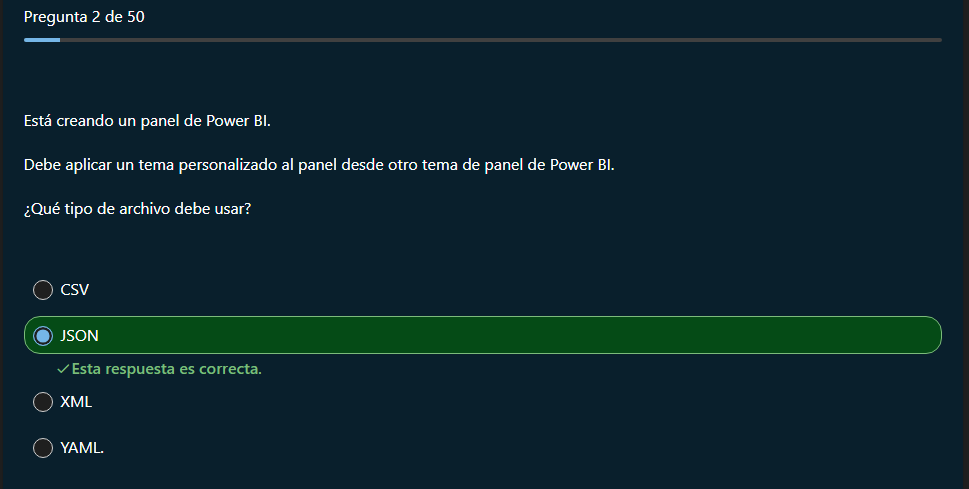 Pregunta 2 de 50
Está creando un panel de Power BI.
Debe aplicar un tema personalizado al panel desde otro tema de panel de Power BI.
¿Qué tipo de archivo debe usar?
CSV
JSON
Esta respuesta es correcta.
XML
YAML.